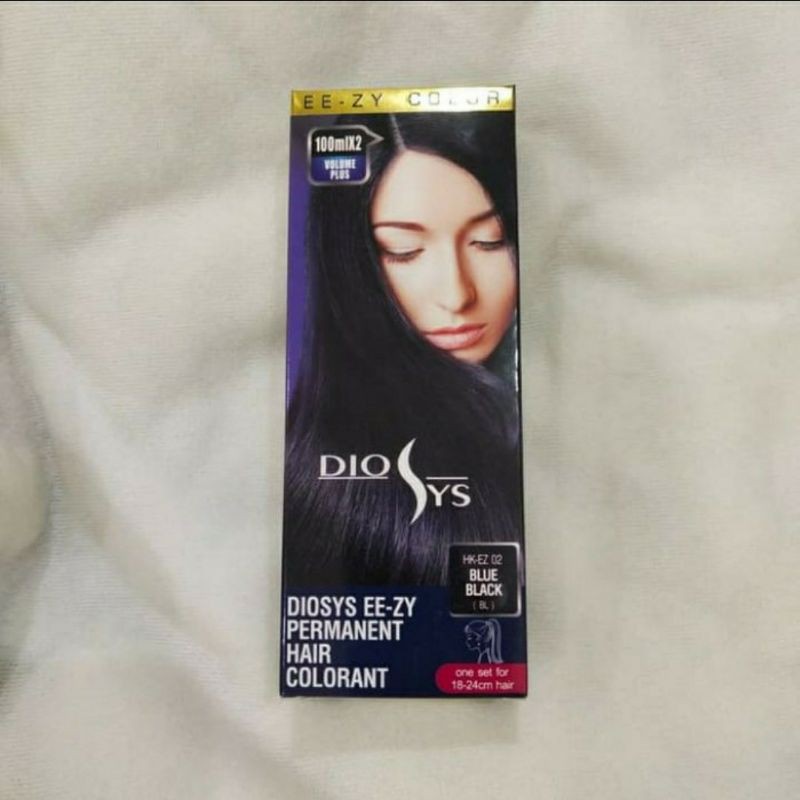 EE-ZY COLOR
100mlX2
VOLUME
PLUS
DIOSYS
HK-EZ 02
BLUE
BLACK
( BL )
DIOSYS EE-ZY
PERMANENT
HAIR
COLORANT
one set for
18-24cm hair